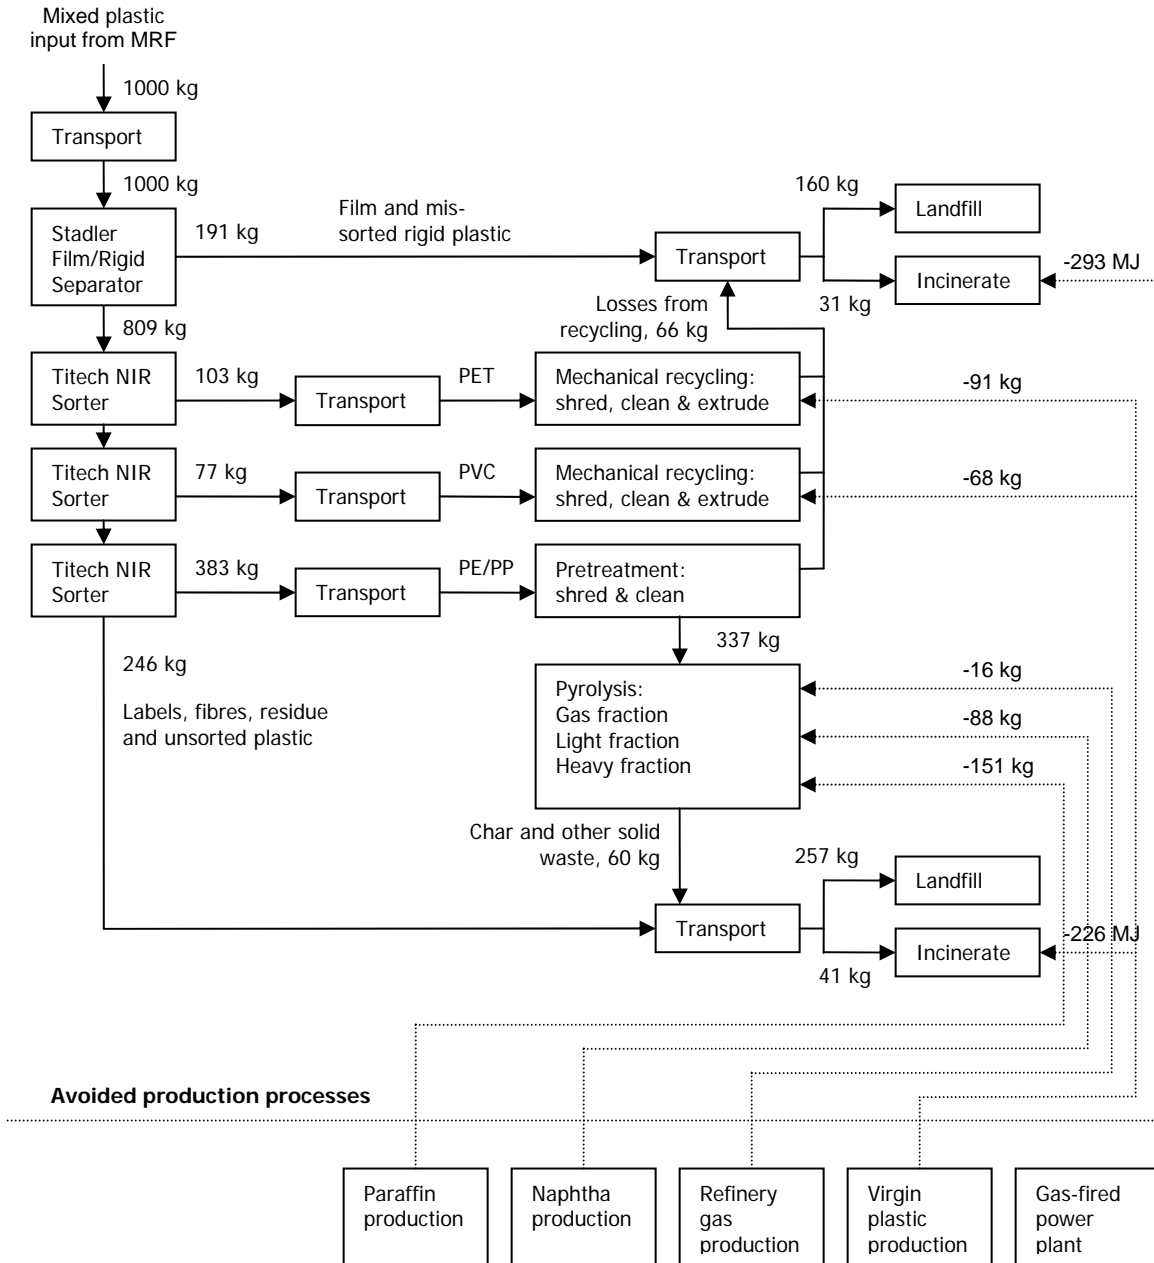 Mixed plastic
input from MRF
1000 kg
Transport
1000 kg
Stadler
Film/Rigid
Separator
191 kg
Film and mis-
sorted rigid plastic
Transport
160 kg
Landfill
31 kg
Incinerate
-293 MJ
Losses from
recycling, 66 kg
809 kg
Titech NIR
Sorter
103 kg
Transport
PET
Mechanical recycling:
shred, clean & extrude
-91 kg
Titech NIR
Sorter
77 kg
Transport
PVC
Mechanical recycling:
shred, clean & extrude
-68 kg
Titech NIR
Sorter
383 kg
Transport
PE/PP
Pretreatment:
shred & clean
337 kg
246 kg
Labels, fibres, residue
and unsorted plastic
Pyrolysis:
Gas fraction
Light fraction
Heavy fraction
-16 kg
-88 kg
-151 kg
Char and other solid
waste, 60 kg
Transport
257 kg
Landfill
41 kg
Incinerate
-226 MJ
Avoided production processes
Paraffin
production
Naphtha
production
Refinery
gas
production
Virgin
plastic
production
Gas-fired
power
plant